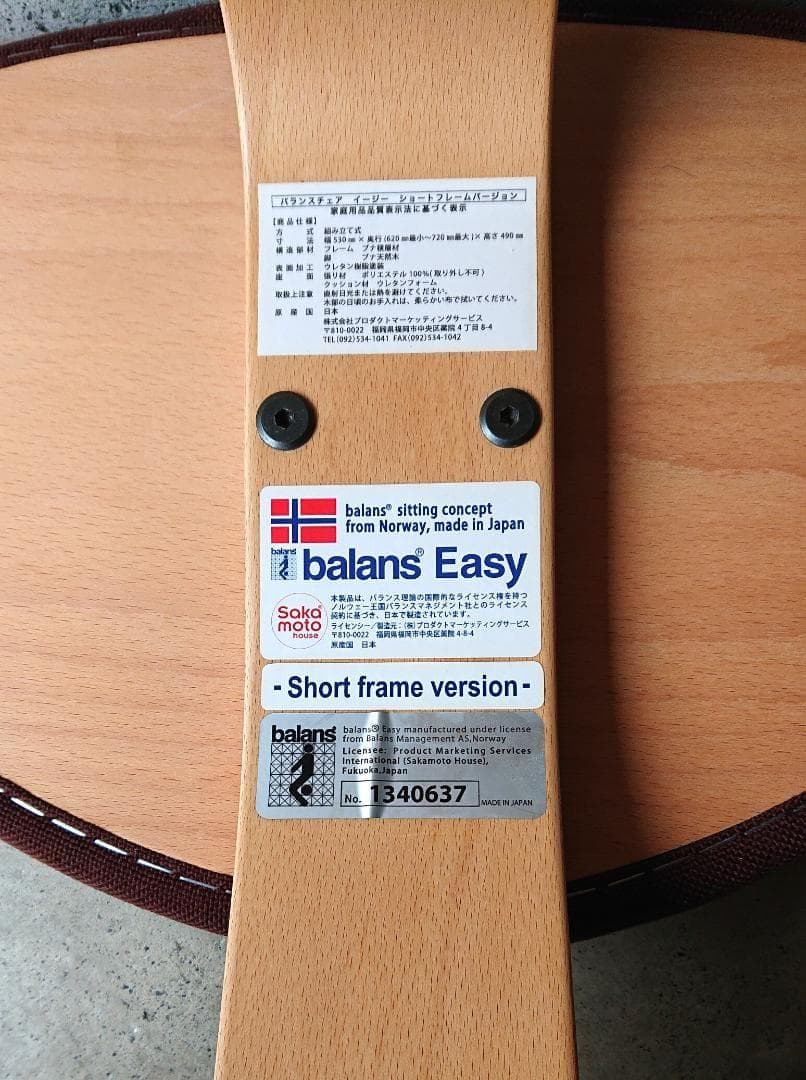 バランスチェア イージー ショートフレームバージョン
家庭用品品質表示法に基づく表示
【商品仕様】
方 式 組み立て式
寸 法 幅 530 ㎜ × 奥行 (620 ㎜最小～720 ㎜最大) × 高さ 490 ㎜
構造部材 フレーム ブナ積層材
脚 ブナ天然木
表面加工 ウレタン樹脂塗装
座 面 張り材 ポリエステル 100% (取り外し不可)
クッション材 ウレタンフォーム
取扱上注意 直射日光または熱を避けてください。
木部の日頃のお手入れは、柔らかい布で拭いてください。
原産国 日本
株式会社プロダクトマーケッティングサービス
〒810-0022 福岡県福岡市中央区薬院 4 丁目 8-4
TEL(092)534-1041 FAX(092)534-1042
balans® sitting concept
from Norway, made in Japan
balans
balans® Easy
Saka
moto®
house
本製品は、バランス理論の国際的なライセンス権を持つ
ノルウェー王国バランスマネジメント社とのライセンス
契約に基づき、日本で製造されています。
ライセンシー／製造元：(株)プロダクトマーケッティングサービス
〒810-0022 福岡県福岡市中央区薬院 4-8-4
原産国 日本
- Short frame version -
balans®
balans® Easy manufactured under license
from Balans Management AS,Norway
Licensee: Product Marketing Services
International (Sakamoto House),
Fukuoka,Japan
No. 1340637
MADE IN JAPAN